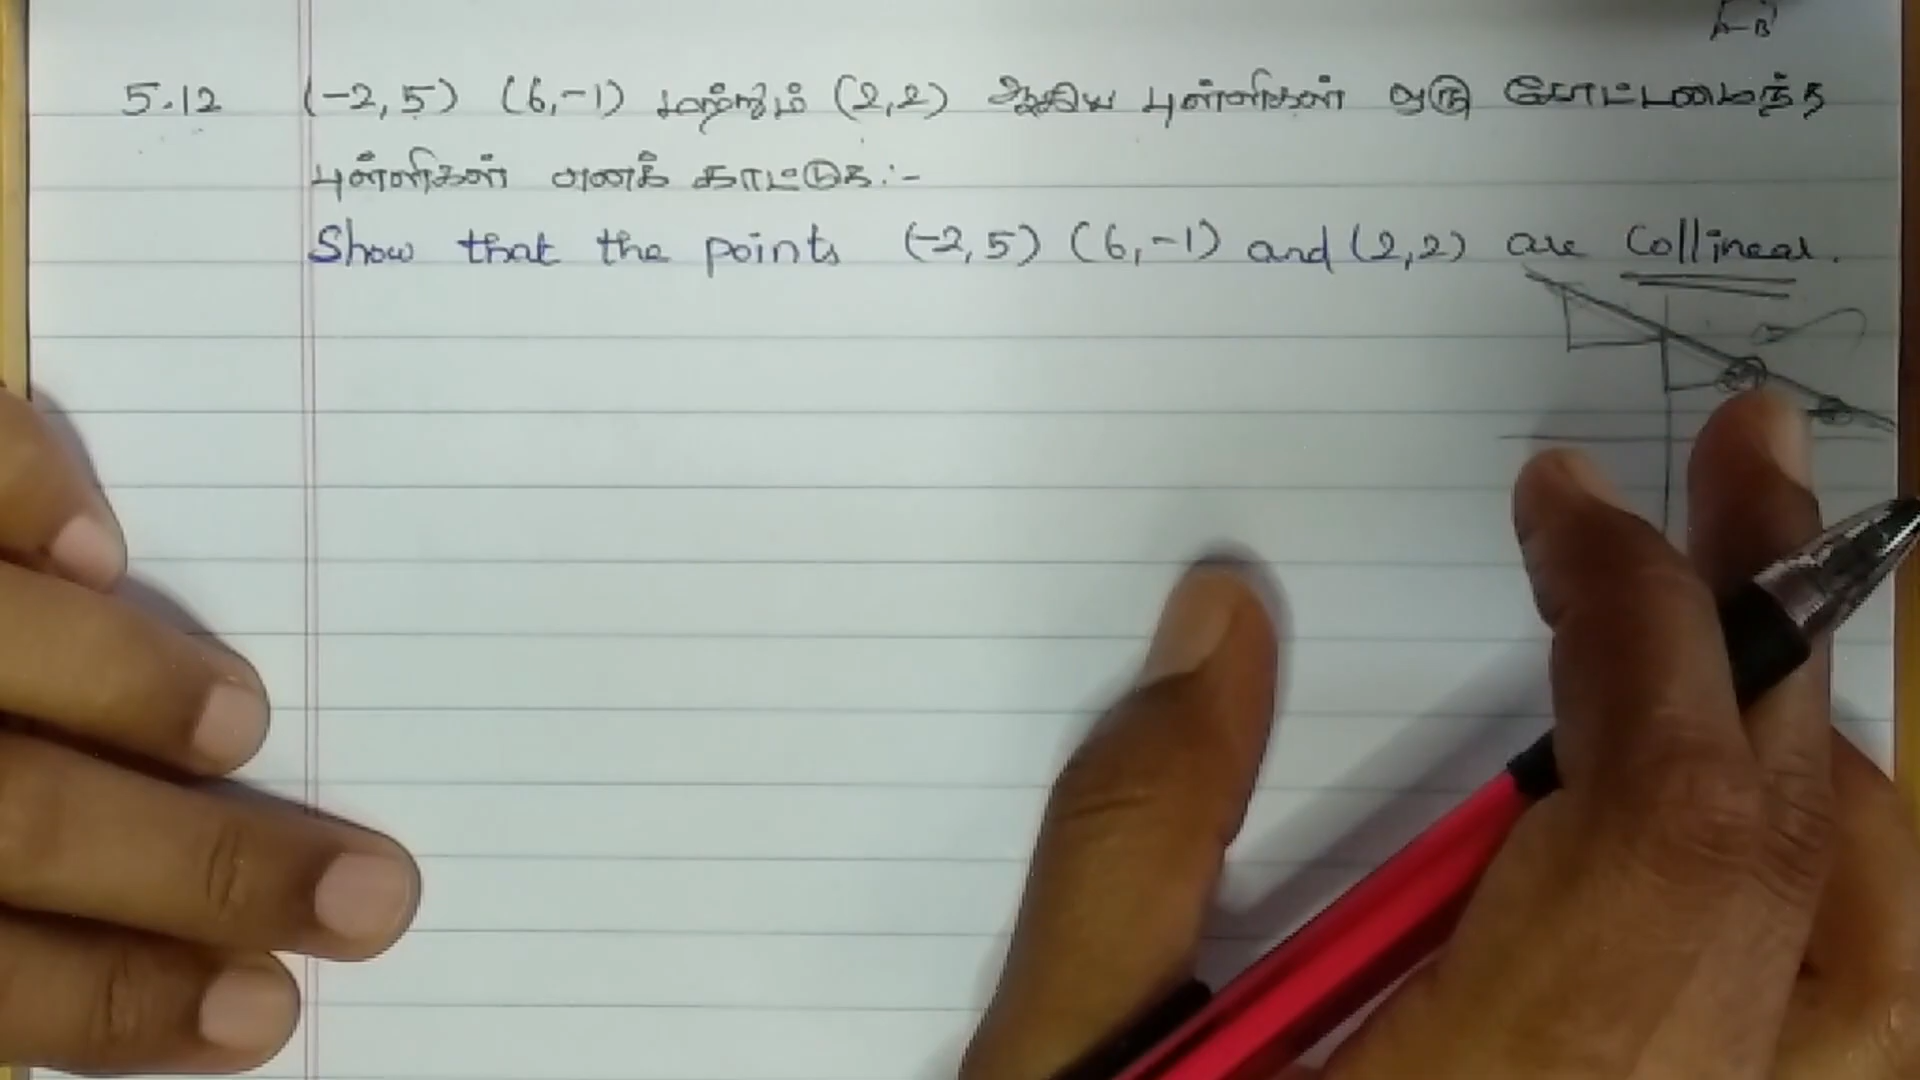 A-B
5.12 (-2,5) (6,-1) மற்றும் (2,2) ஆகிய புள்ளிகள் ஒரு கோட்டமைந்த
புள்ளிகள் எனக் காட்டுக:-
Show that the points (-2,5) (6,-1) and (2,2) are Collinear.